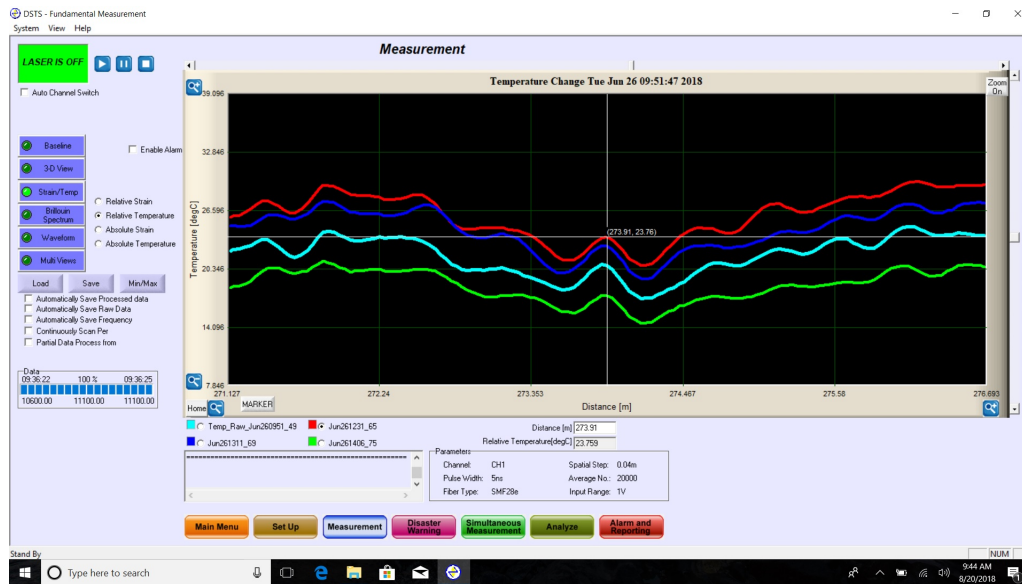 DSTS - Fundamental Measurement
System View Help
LASER IS OFF
Measurement
Auto Channel Switch
Temperature Change Tue Jun 26 09:51:47 2018
Zoom On
39.096
32.846
26.596
20.346
14.096
7.846
Temperature [degC]
(273.91, 23.76)
Baseline
Enable Alarm
3-D View
Strain/Temp
Relative Strain
Brillouin Spectrum
Relative Temperature
Absolute Strain
Waveform
Absolute Temperature
Multi Views
Load Save Min/Max
Automatically Save Processed data
Automatically Save Raw Data
Automatically Save Frequency
Continuously Scan Per
Partial Data Process from
Data
09:36:22 100 % 09:36:25
10600.00 11100.00 11100.00
271.127 272.24 273.353 274.467 275.58 276.693
Home MARKER Distance [m]
Temp_Raw_Jun260951_49 Jun261231_65
Jun261311_69 Jun261406_75
Distance [m] 273.91
Relative Temperature[degC] 23.759
Parameters
Channel: CH1 Spatial Step: 0.04m
Pulse Width: 5ns Average No.: 20000
Fiber Type: SMF28e Input Range: 1V
Main Menu Set Up Measurement Disaster Warning Simultaneous Measurement Analyze Alarm and Reporting
Stand By NUM
Type here to search
9:44 AM
8/20/2018